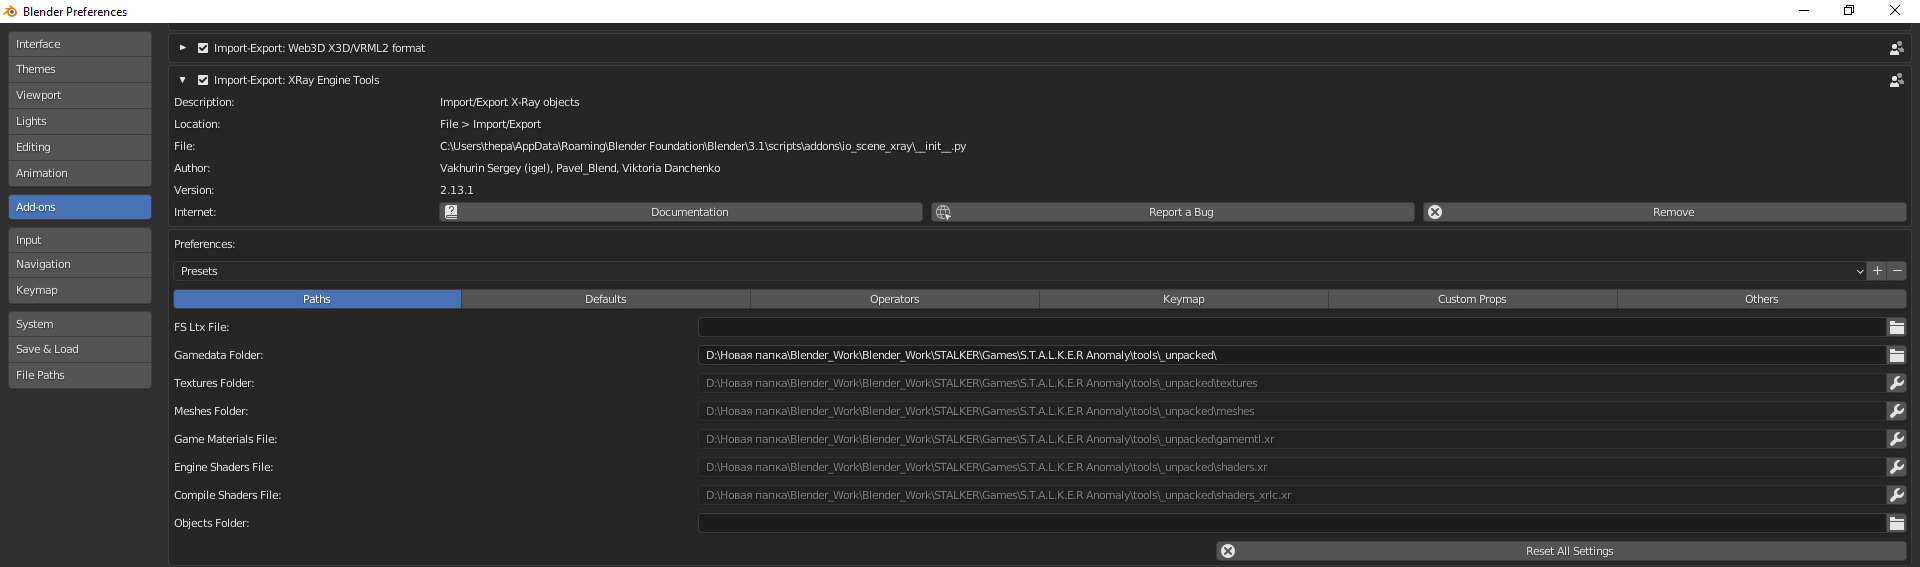 Blender Preferences
Interface
Themes
Viewport
Lights
Editing
Animation
Add-ons
Input
Navigation
Keymap
System
Save & Load
File Paths
Import-Export: Web3D X3D/VRML2 format
Import-Export: XRay Engine Tools
Description: Import/Export X-Ray objects
Location: File > Import/Export
File: C:\Users\thepa\AppData\Roaming\Blender Foundation\Blender\3.1\scripts\addons\io_scene_xray\__init__.py
Author: Vakhurin Sergey (igel), Pavel_Blend, Viktoria Danchenko
Version: 2.13.1
Internet: Documentation Report a Bug Remove
Preferences:
Presets
Paths Defaults Operators Keymap Custom Props Others
FS Ltx File:
Gamedata Folder: D:\Новая папка\Blender_Work\Blender_Work\STALKER\Games\S.T.A.L.K.E.R Anomaly\tools\_unpacked\
Textures Folder: D:\Новая папка\Blender_Work\Blender_Work\STALKER\Games\S.T.A.L.K.E.R Anomaly\tools\_unpacked\textures
Meshes Folder: D:\Новая папка\Blender_Work\Blender_Work\STALKER\Games\S.T.A.L.K.E.R Anomaly\tools\_unpacked\meshes
Game Materials File: D:\Новая папка\Blender_Work\Blender_Work\STALKER\Games\S.T.A.L.K.E.R Anomaly\tools\_unpacked\gamemtl.xr
Engine Shaders File: D:\Новая папка\Blender_Work\Blender_Work\STALKER\Games\S.T.A.L.K.E.R Anomaly\tools\_unpacked\shaders.xr
Compile Shaders File: D:\Новая папка\Blender_Work\Blender_Work\STALKER\Games\S.T.A.L.K.E.R Anomaly\tools\_unpacked\shaders_xrlc.xr
Objects Folder:
Reset All Settings